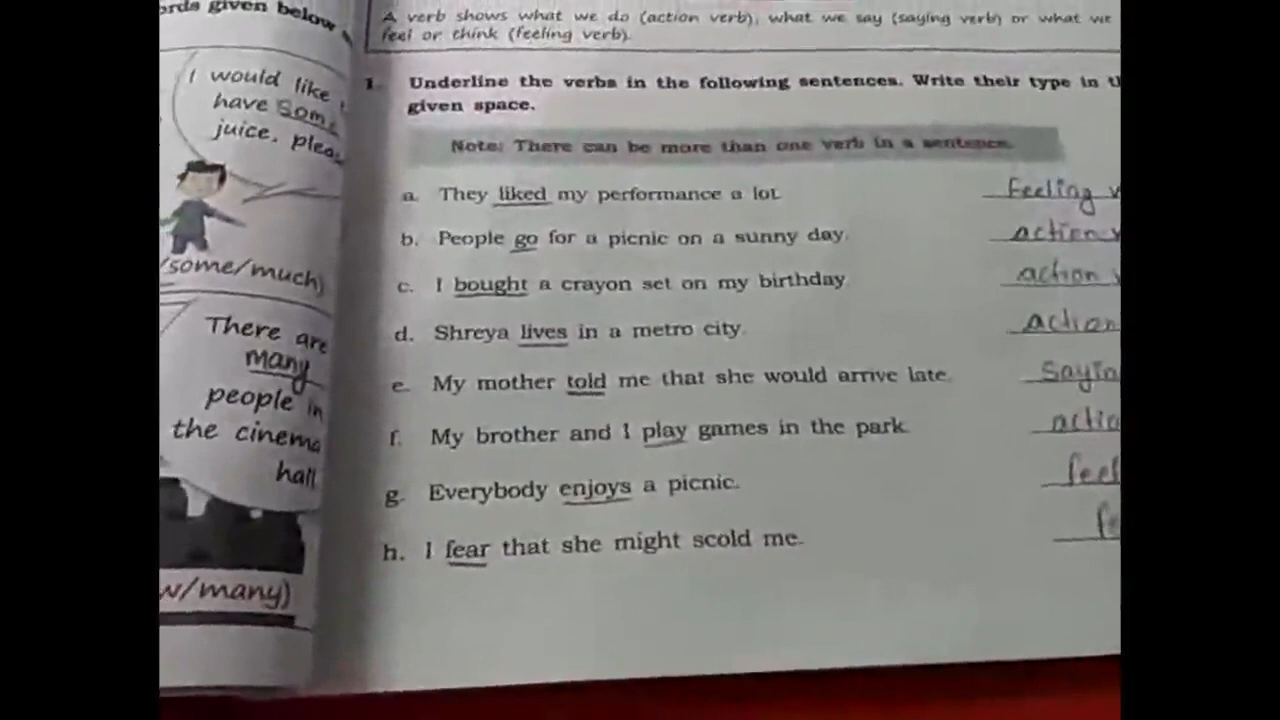 ords given below
I would like
have some
juice, pleas
some/much)
There are
many
people in
the cinema
hall
w/many)
A verb shows what we do (action verb), what we say (saying verb) or what we
feel or think (feeling verb).
1. Underline the verbs in the following sentences. Write their type in th
given space.
Note: There can be more than one verb in a sentence.
a. They liked my performance a lot. Feeling v
b. People go for a picnic on a sunny day. action v
c. I bought a crayon set on my birthday action v
d. Shreya lives in a metro city. action
e. My mother told me that she would arrive late. Sayin
f. My brother and I play games in the park. actio
g. Everybody enjoys a picnic. feel
h. I fear that she might scold me. fe